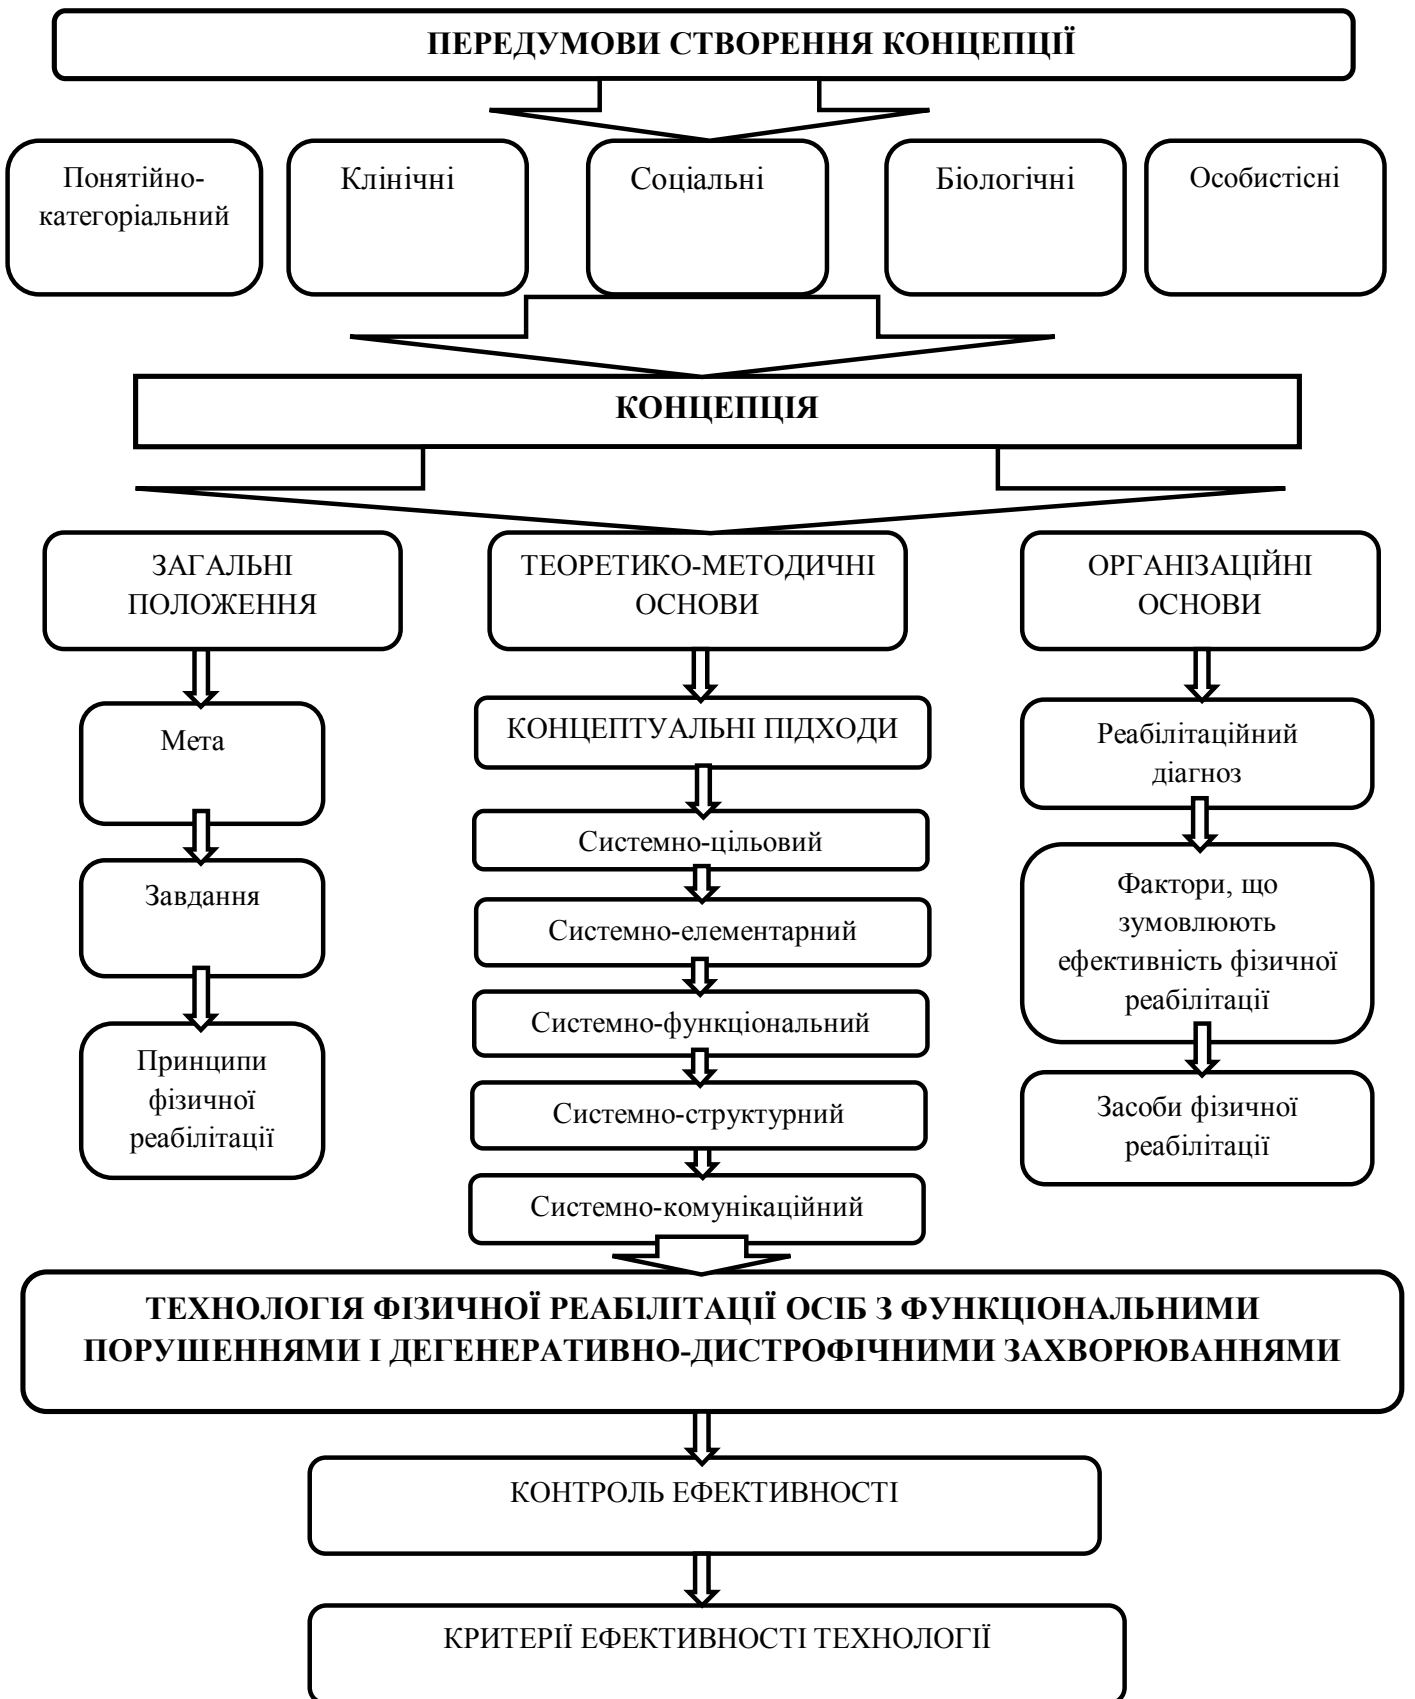 ПЕРЕДУМОВИ СТВОРЕННЯ КОНЦЕПЦІЇ
Понятійно-
категоріальний
Клінічні
Соціальні
Біологічні
Особистісні
КОНЦЕПЦІЯ
ЗАГАЛЬНІ
ПОЛОЖЕННЯ
Мета
Завдання
Принципи
фізичної
реабілітації
ТЕОРЕТИКО-МЕТОДИЧНІ
ОСНОВИ
КОНЦЕПТУАЛЬНІ ПІДХОДИ
Системно-цільовий
Системно-елементарний
Системно-функціональний
Системно-структурний
Системно-комунікаційний
ОРГАНІЗАЦІЙНІ
ОСНОВИ
Реабілітаційний
діагноз
Фактори, що
зумовлюють
ефективність фізичної
реабілітації
Засоби фізичної
реабілітації
ТЕХНОЛОГІЯ ФІЗИЧНОЇ РЕАБІЛІТАЦІЇ ОСІБ З ФУНКЦІОНАЛЬНИМИ
ПОРУШЕННЯМИ І ДЕГЕНЕРАТИВНО-ДИСТРОФІЧНИМИ ЗАХВОРЮВАННЯМИ
КОНТРОЛЬ ЕФЕКТИВНОСТІ
КРИТЕРІЇ ЕФЕКТИВНОСТІ ТЕХНОЛОГІЇ